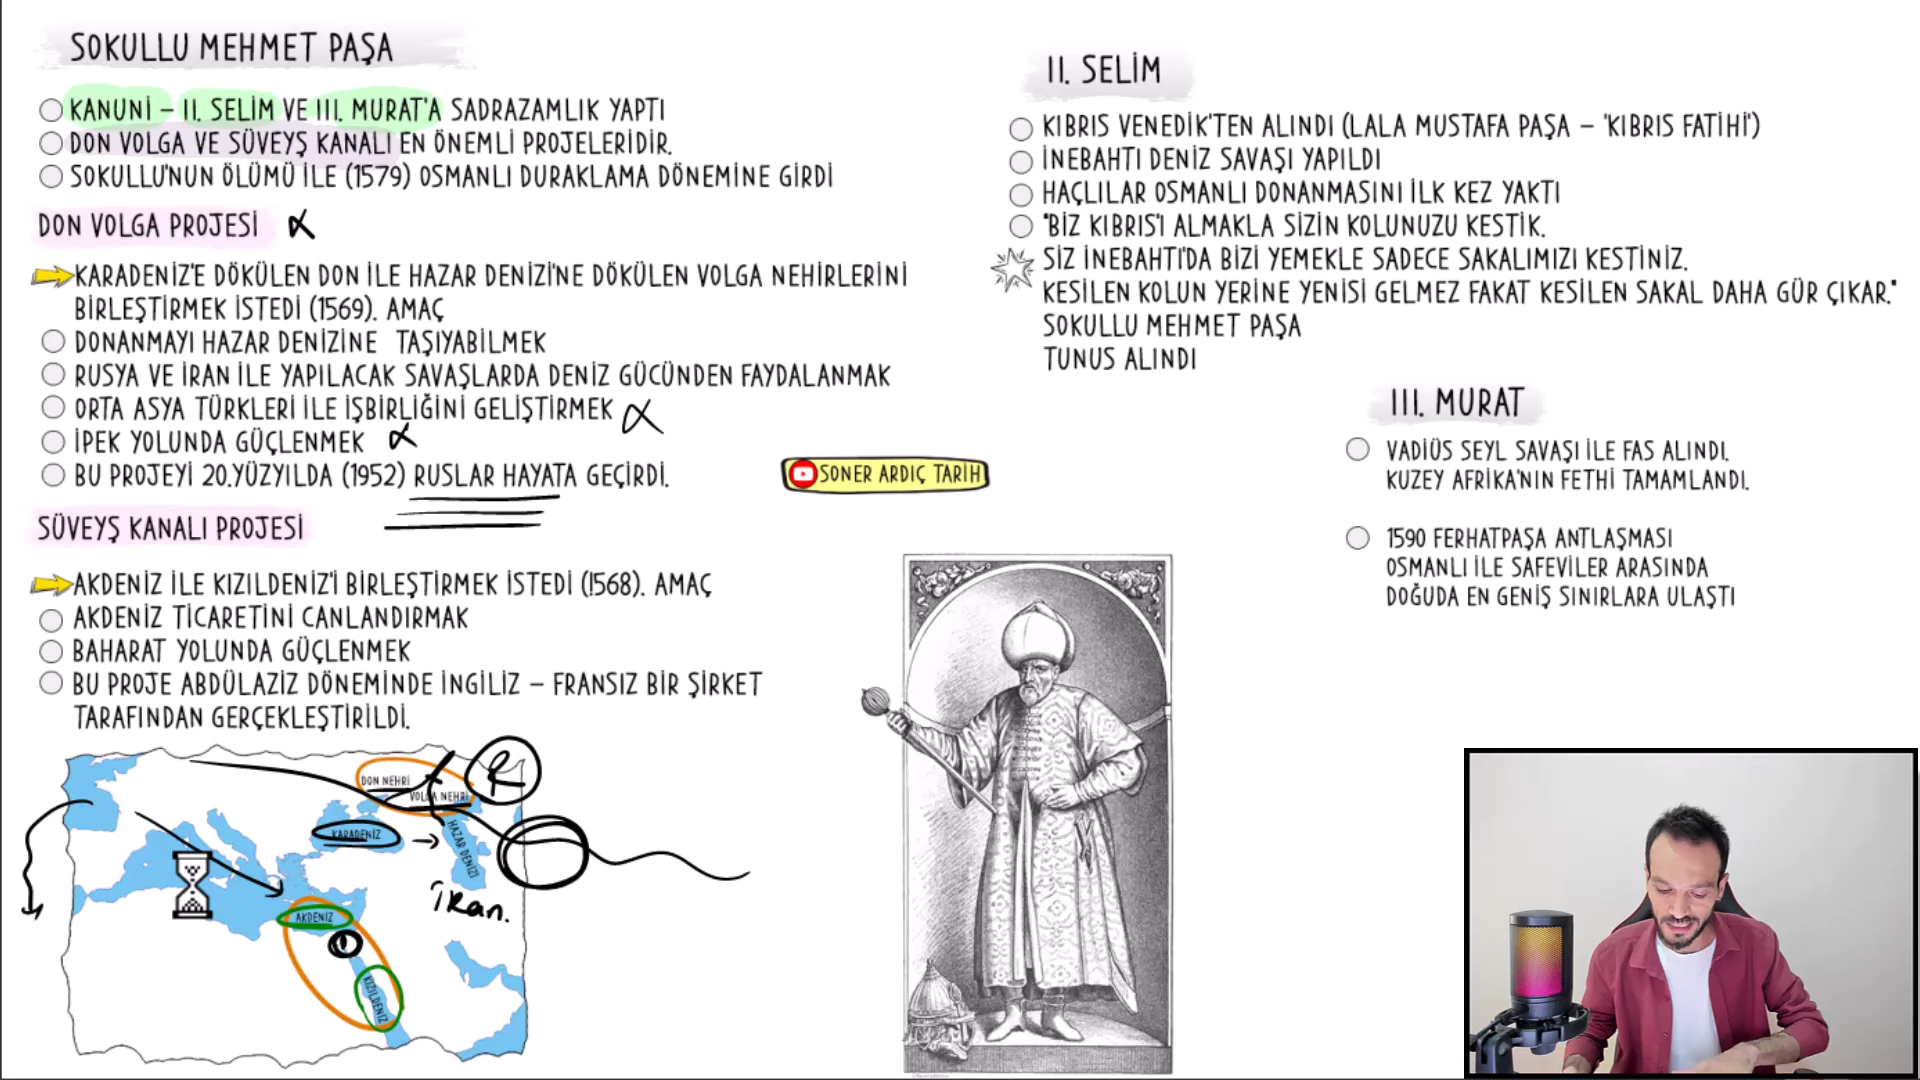 SOKULLU MEHMET PAŞA
KANUNİ – II. SELİM VE III. MURAT'A SADRAZAMLIK YAPTI
DON VOLGA VE SÜVEYŞ KANALI EN ÖNEMLİ PROJELERİDİR.
SOKULLU'NUN ÖLÜMÜ İLE (1579) OSMANLI DURAKLAMA DÖNEMİNE GİRDİ
DON VOLGA PROJESİ
KARADENİZ'E DÖKÜLEN DON İLE HAZAR DENİZİ'NE DÖKÜLEN VOLGA NEHİRLERİNİ
BİRLEŞTİRMEK İSTEDİ (1569). AMAÇ
DONANMAYI HAZAR DENİZİNE TAŞIYABİLMEK
RUSYA VE İRAN İLE YAPILACAK SAVAŞLARDA DENİZ GÜCÜNDEN FAYDALANMAK
ORTA ASYA TÜRKLERİ İLE İŞBİRLİĞİNİ GELİŞTİRMEK
İPEK YOLUNDA GÜÇLENMEK
BU PROJEYİ 20.YÜZYILDA (1952) RUSLAR HAYATA GEÇİRDİ.
SÜVEYŞ KANALI PROJESİ
AKDENİZ İLE KIZILDENİZ'İ BİRLEŞTİRMEK İSTEDİ (!568). AMAÇ
AKDENİZ TİCARETİNİ CANLANDIRMAK
BAHARAT YOLUNDA GÜÇLENMEK
BU PROJE ABDÜLAZİZ DÖNEMİNDE İNGİLİZ – FRANSIZ BİR ŞİRKET
TARAFINDAN GERÇEKLEŞTİRİLDİ.
DON NEHRİ
VOLGA NEHRİ
R
KARADENİZ
HAZAR DENİZİ
İran.
AKDENİZ
KIZILDENİZ
SONER ARDIÇ TARİH
II. SELİM
KIBRIS VENEDİK'TEN ALINDI (LALA MUSTAFA PAŞA – 'KIBRIS FATİHİ')
İNEBAHTI DENİZ SAVAŞI YAPILDI
HAÇLILAR OSMANLI DONANMASINI İLK KEZ YAKTI
"BİZ KIBRIS'I ALMAKLA SİZİN KOLUNUZU KESTİK.
SİZ İNEBAHTI'DA BİZİ YEMEKLE SADECE SAKALIMIZI KESTİNİZ.
KESİLEN KOLUN YERİNE YENİSİ GELMEZ FAKAT KESİLEN SAKAL DAHA GÜR ÇIKAR."
SOKULLU MEHMET PAŞA
TUNUS ALINDI
III. MURAT
VADİÜS SEYL SAVAŞI İLE FAS ALINDI.
KUZEY AFRİKA'NIN FETHİ TAMAMLANDI.
1590 FERHATPAŞA ANTLAŞMASI
OSMANLI İLE SAFEVİLER ARASINDA
DOĞUDA EN GENİŞ SINIRLARA ULAŞTI